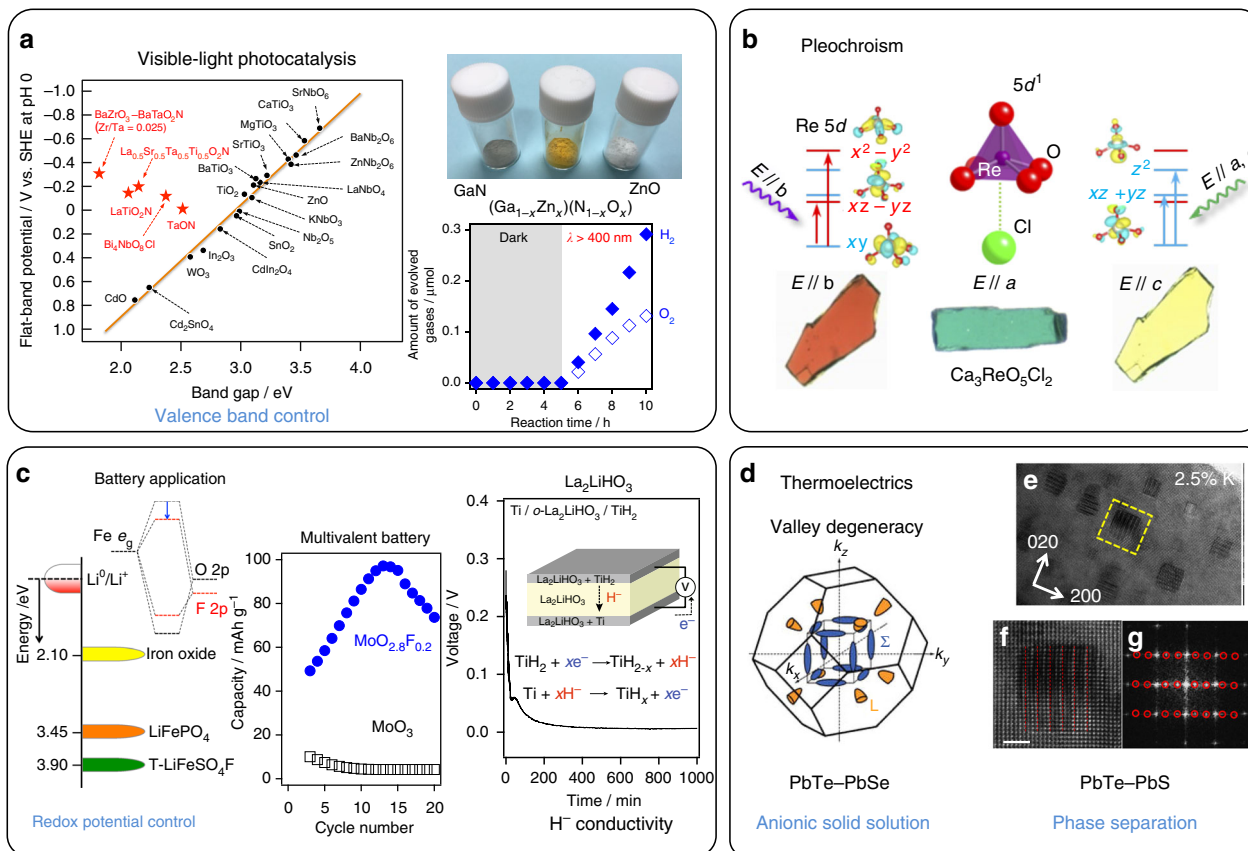 a
Visible-light photocatalysis
Flat-band potential / V vs. SHE at pH 0
−1.0
−0.8
−0.6
−0.4
−0.2
0
0.2
0.4
0.6
0.8
1.0
BaZrO3–BaTaO2N
(Zr/Ta = 0.025)
La0.5Sr0.5Ta0.5Ti0.5O2N
LaTiO2N
Bi4NbO8Cl
TaON
SrNbO6
CaTiO3
MgTiO3
SrTiO3
BaTiO3
TiO2
BaNb2O6
ZnNb2O6
LaNbO4
ZnO
KNbO3
Nb2O5
SnO2
CdIn2O4
In2O3
WO3
CdO
Cd2SnO4
2.0 2.5 3.0 3.5 4.0
Band gap / eV
Valence band control
GaN ZnO
(Ga1−xZnx)(N1−xOx)
Dark
λ > 400 nm
H2
O2
Amount of evolved
gases / μmol
0.3
0.2
0.1
0.0
0 2 4 6 8 10
Reaction time / h
b
Pleochroism
5d1
Re 5d
x2 − y2
xz − yz
xy
E // b
O
Re
Cl
z2
xz + yz
E // a,
E // b
E // a
E // c
Ca3ReO5Cl2
c
Battery application
Fe eg
Li0/Li+
O 2p
F 2p
Energy /eV
2.10
3.45
3.90
Iron oxide
LiFePO4
T-LiFeSO4F
Redox potential control
Multivalent battery
Capacity / mAh g−1
100
80
60
40
20
0
MoO2.8F0.2
MoO3
0 5 10 15 20
Cycle number
La2LiHO3
Ti / o-La2LiHO3 / TiH2
Voltage / V
0.4
0.3
0.2
0.1
0.0
La2LiHO3 + TiH2
La2LiHO3
H−
La2LiHO3 + Ti
V
e−
TiH2 + xe− → TiH2-x + xH−
Ti + xH− → TiHx + xe−
0 200 400 600 800 1000
Time / min
H− conductivity
d
Thermoelectrics
Valley degeneracy
kz
ky
kx
Σ
L
PbTe–PbSe
Anionic solid solution
e
2.5% K
020
200
f
g
PbTe–PbS
Phase separation